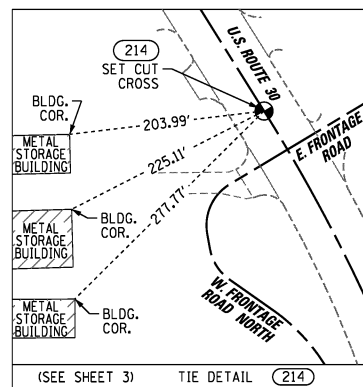 214
SET CUT
CROSS
U.S. ROUTE 30
BLDG.
COR.
203.99'
METAL
STORAGE
BUILDING
225.11'
E. FRONTAGE
ROAD
277.77'
BLDG.
COR.
METAL
STORAGE
BUILDING
W. FRONTAGE
ROAD NORTH
METAL
STORAGE
BUILDING
BLDG.
COR.
(SEE SHEET 3) TIE DETAIL 214